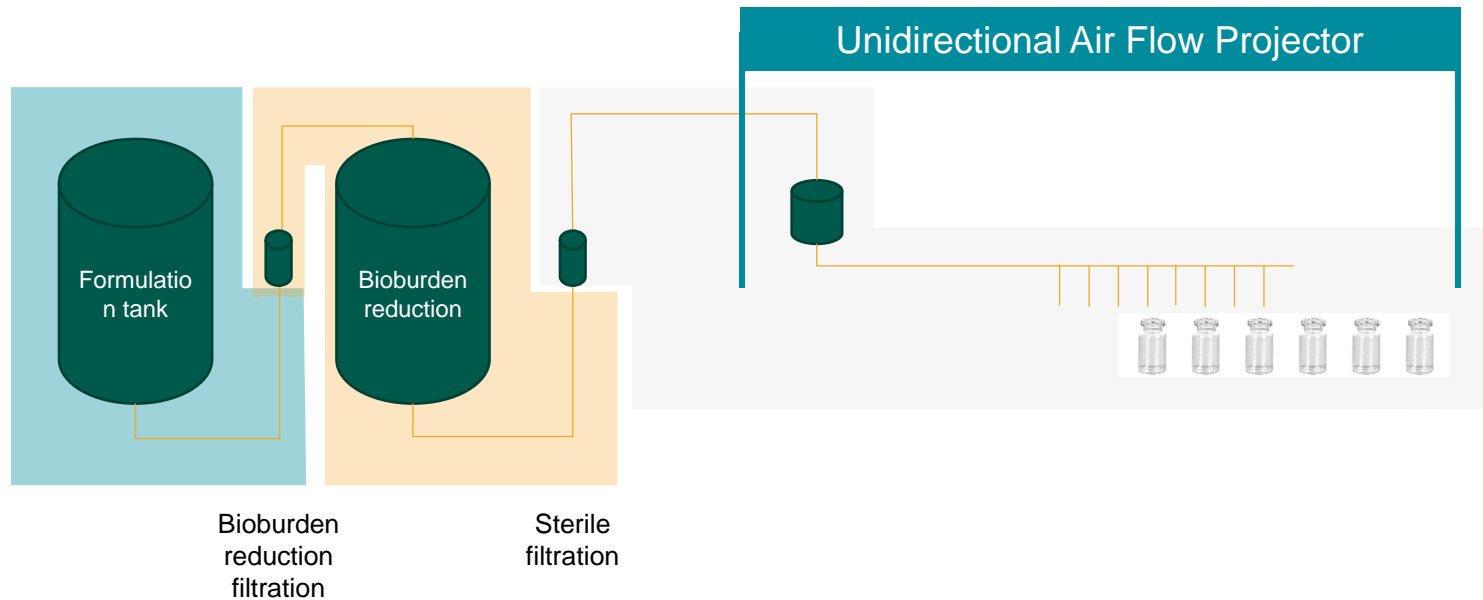 Unidirectional Air Flow Projector
Formulatio
n tank
Bioburden
reduction
Bioburden
reduction
filtration
Sterile
filtration